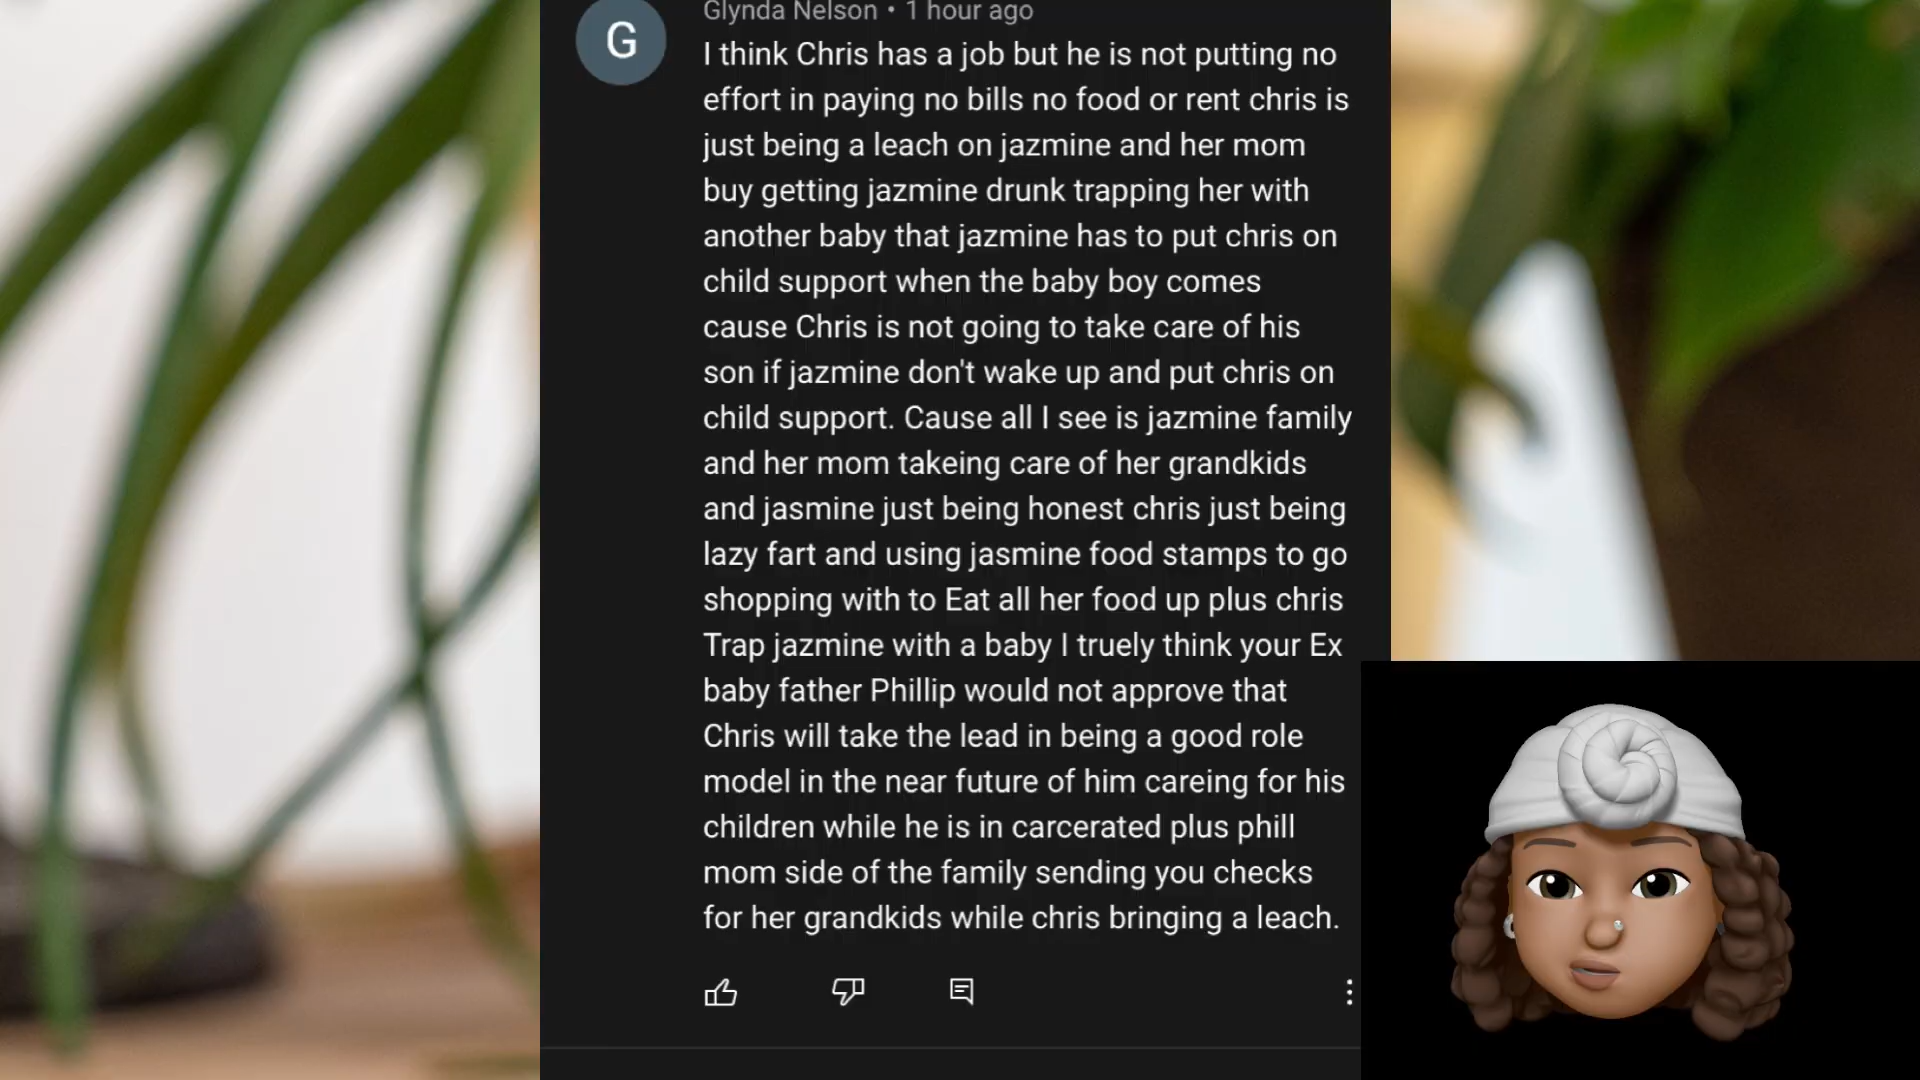 Glynda Nelson • 1 hour ago
G
I think Chris has a job but he is not putting no
effort in paying no bills no food or rent chris is
just being a leach on jazmine and her mom
buy getting jazmine drunk trapping her with
another baby that jazmine has to put chris on
child support when the baby boy comes
cause Chris is not going to take care of his
son if jazmine don't wake up and put chris on
child support. Cause all I see is jazmine family
and her mom takeing care of her grandkids
and jasmine just being honest chris just being
lazy fart and using jasmine food stamps to go
shopping with to Eat all her food up plus chris
Trap jazmine with a baby I truely think your Ex
baby father Phillip would not approve that
Chris will take the lead in being a good role
model in the near future of him careing for his
children while he is in carcerated plus phill
mom side of the family sending you checks
for her grandkids while chris bringing a leach.